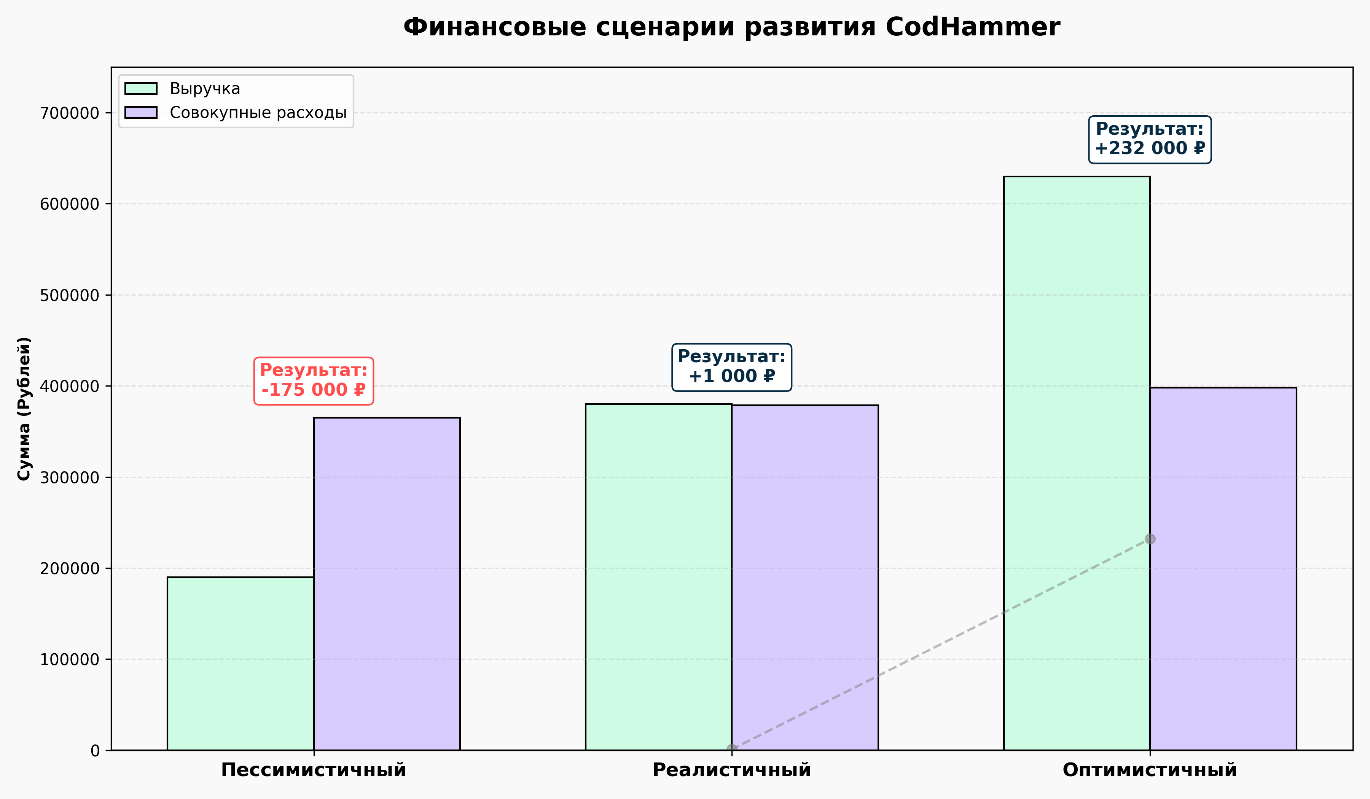 Финансовые сценарии развития CodHammer
Выручка
Совокупные расходы
Сумма (Рублей)
700000
600000
500000
400000
300000
200000
100000
0
Результат:
-175 000 ₽
Результат:
+1 000 ₽
Результат:
+232 000 ₽
Пессимистичный
Реалистичный
Оптимистичный